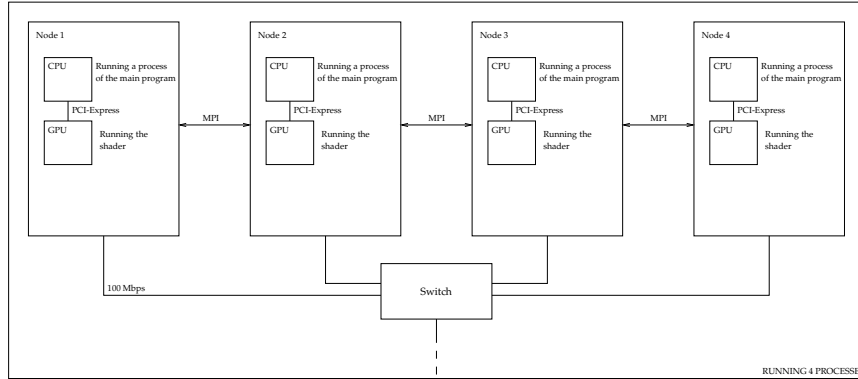 Node 1
CPU
Running a process
of the main program
PCI-Express
GPU
Running the
shader
MPI
Node 2
CPU
Running a process
of the main program
PCI-Express
GPU
Running the
shader
MPI
Node 3
CPU
Running a process
of the main program
PCI-Express
GPU
Running the
shader
MPI
Node 4
CPU
Running a process
of the main program
PCI-Express
GPU
Running the
shader
100 Mbps
Switch
RUNNING 4 PROCESSE